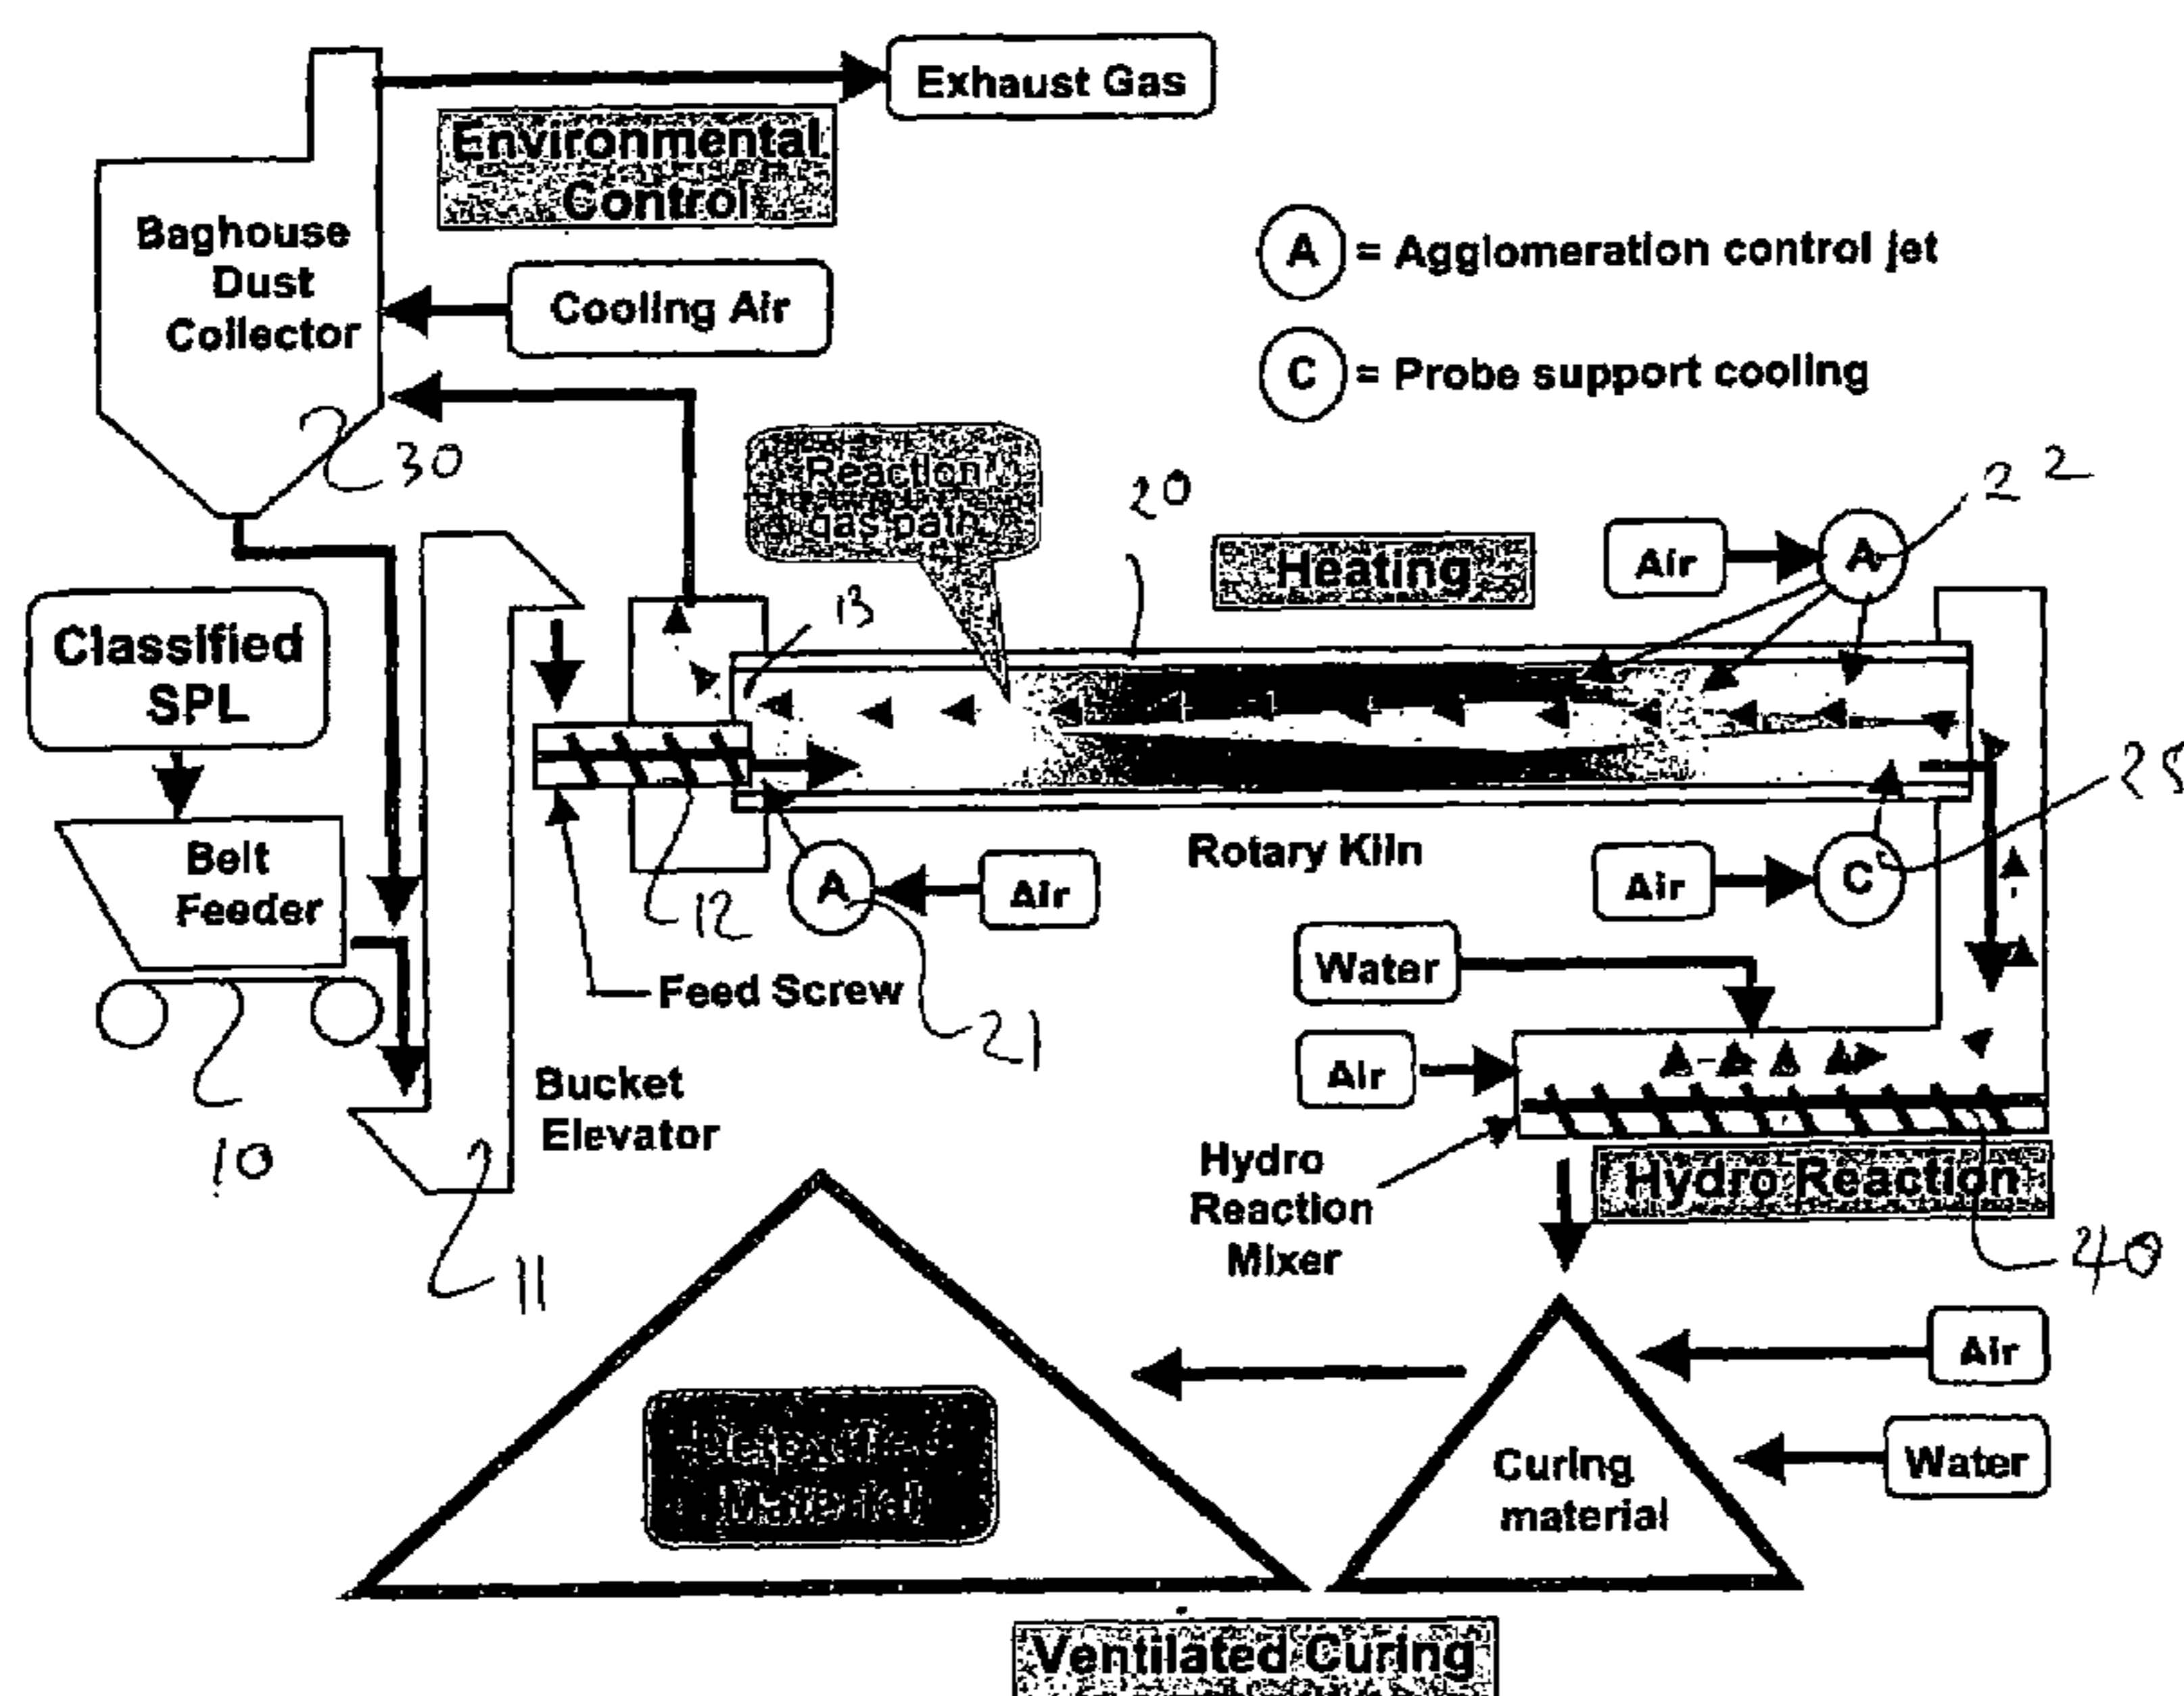 Exhaust Gas
Environmental
Control
Baghouse
Dust
Collector
Cooling Air
A = Agglomeration control jet
C = Probe support cooling
30
Reaction
gas path
20
Heating
Air
A
22
13
Classified
SPL
Belt
Feeder
10
Rotary Kiln
Air
C
12
A
Air
Feed Screw
21
Water
Air
Bucket
Elevator
11
Hydro
Reaction
Mixer
Hydro Reaction
40
Air
Water
Curing
material
Material
Ventilated Curing